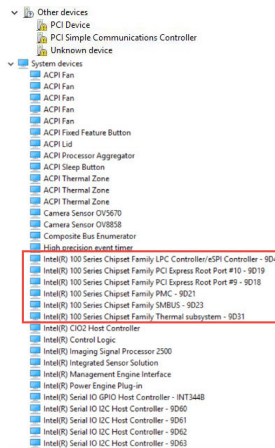 Other devices
PCI Device
PCI Simple Communications Controller
Unknown device
System devices
ACPI Fan
ACPI Fan
ACPI Fan
ACPI Fan
ACPI Fan
ACPI Fixed Feature Button
ACPI Lid
ACPI Processor Aggregator
ACPI Sleep Button
ACPI Thermal Zone
ACPI Thermal Zone
ACPI Thermal Zone
Camera Sensor OV5670
Camera Sensor OV8858
Composite Bus Enumerator
High precision event timer
Intel(R) 100 Series Chipset Family LPC Controller/eSPI Controller - 9D4
Intel(R) 100 Series Chipset Family PCI Express Root Port #10 - 9D19
Intel(R) 100 Series Chipset Family PCI Express Root Port #9 - 9D18
Intel(R) 100 Series Chipset Family PMC - 9D21
Intel(R) 100 Series Chipset Family SMBUS - 9D23
Intel(R) 100 Series Chipset Family Thermal subsystem - 9D31
Intel(R) CIO2 Host Controller
Intel(R) Control Logic
Intel(R) Imaging Signal Processor 2500
Intel(R) Integrated Sensor Solution
Intel(R) Management Engine Interface
Intel(R) Power Engine Plug-in
Intel(R) Serial IO GPIO Host Controller - INT344B
Intel(R) Serial IO I2C Host Controller - 9D60
Intel(R) Serial IO I2C Host Controller - 9D61
Intel(R) Serial IO I2C Host Controller - 9D62
Intel(R) Serial IO I2C Host Controller - 9D63